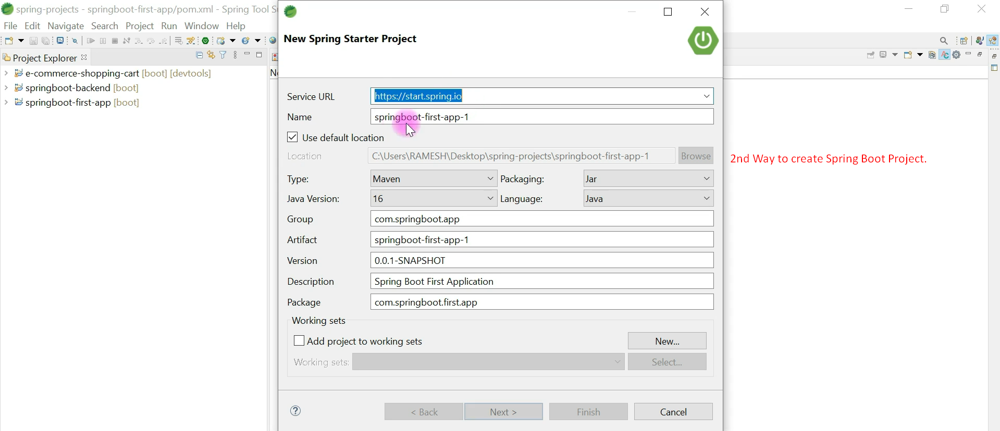 spring-projects - springboot-first-app/pom.xml - Spring Tool
File Edit Navigate Search Project Run Window Help
Project Explorer
e-commerce-shopping-cart [boot] [devtools]
springboot-backend [boot]
springboot-first-app [boot]
New Spring Starter Project
Service URL https://start.spring.io
Name springboot-first-app-1
Use default location
Location C:\Users\RAMESH\Desktop\spring-projects\springboot-first-app-1 Browse
Type: Maven Packaging: Jar
Java Version: 16 Language: Java
Group com.springboot.app
Artifact springboot-first-app-1
Version 0.0.1-SNAPSHOT
Description Spring Boot First Application
Package com.springboot.first.app
Working sets
Add project to working sets New...
Working sets: Select...
? < Back Next > Finish Cancel
2nd Way to create Spring Boot Project.